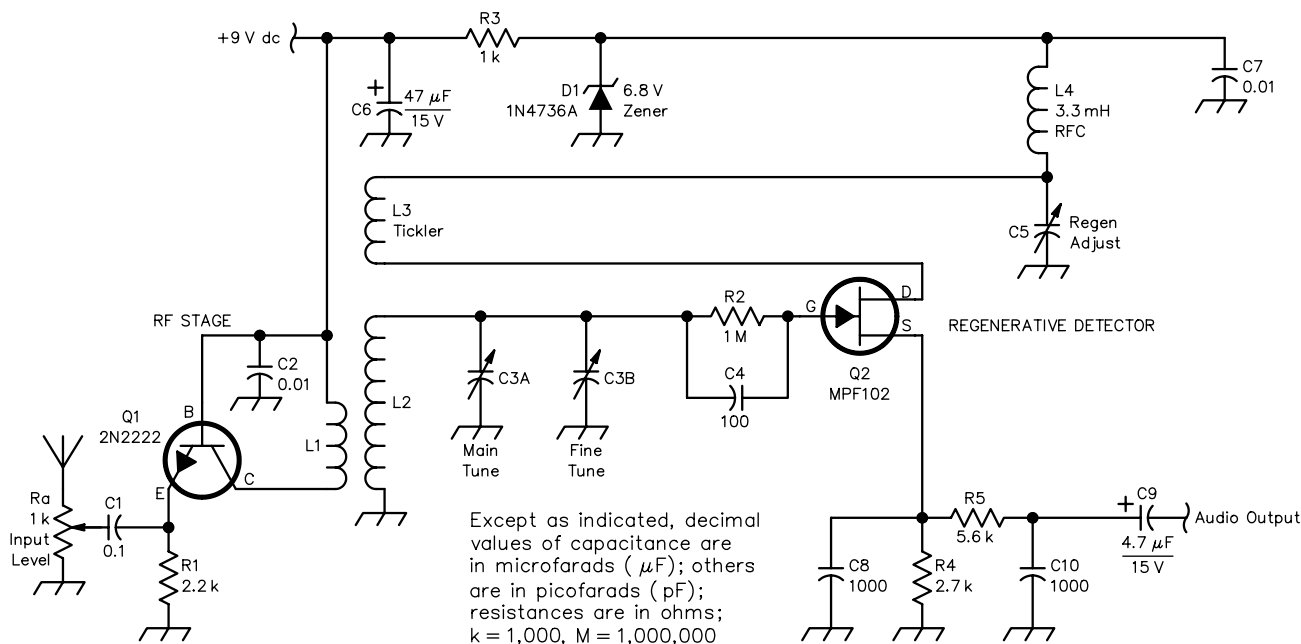 +9 V dc
R3
1 k
C6
47 μF
15 V
+
D1
1N4736A
6.8 V
Zener
L4
3.3 mH
RFC
C7
0.01
L3
Tickler
C5
Regen
Adjust
RF STAGE
C2
0.01
Q1
2N2222
B
E
C
L1
L2
C3A
Main
Tune
C3B
Fine
Tune
R2
1 M
C4
100
G
D
S
Q2
MPF102
REGENERATIVE DETECTOR
Ra
1 k
Input
Level
C1
0.1
R1
2.2 k
Except as indicated, decimal
values of capacitance are
in microfarads ( μF); others
are in picofarads ( pF);
resistances are in ohms;
k = 1,000, M = 1,000,000
C8
1000
R4
2.7 k
R5
5.6 k
C10
1000
+
C9
4.7 μF
15 V
Audio Output